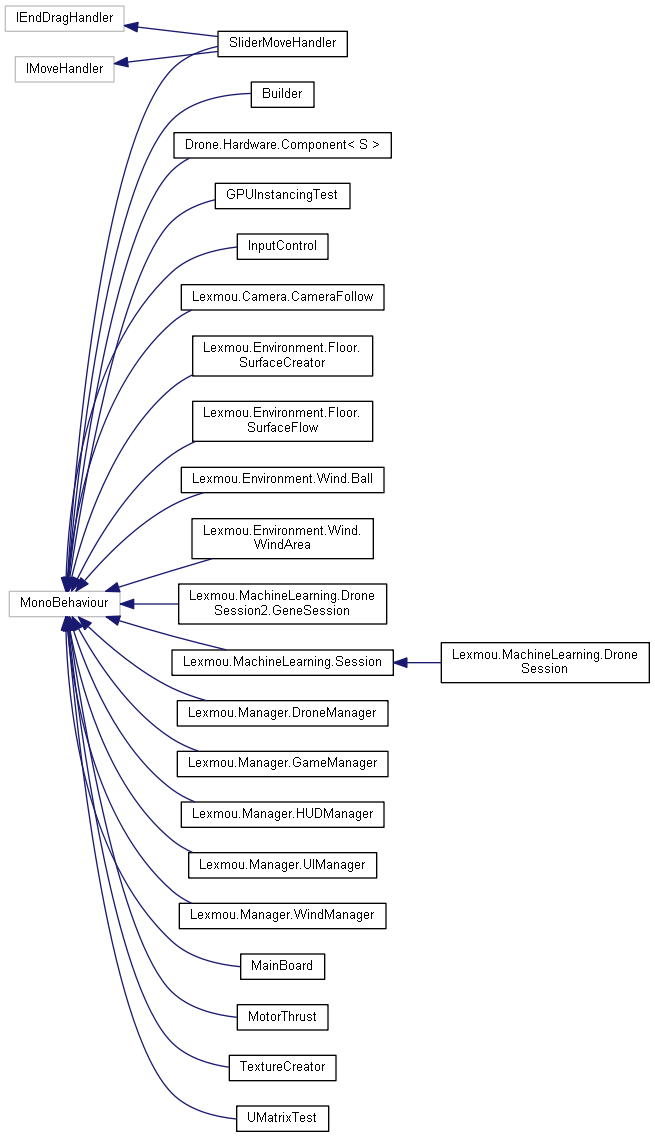 IEndDragHandler
SliderMoveHandler
IMoveHandler
Builder
Drone.Hardware.Component< S >
GPUInstancingTest
InputControl
Lexmou.Camera.CameraFollow
Lexmou.Environment.Floor.
SurfaceCreator
Lexmou.Environment.Floor.
SurfaceFlow
Lexmou.Environment.Wind.Ball
Lexmou.Environment.Wind.
WindArea
MonoBehaviour
Lexmou.MachineLearning.Drone
Session2.GeneSession
Lexmou.MachineLearning.Session
Lexmou.MachineLearning.Drone
Session
Lexmou.Manager.DroneManager
Lexmou.Manager.GameManager
Lexmou.Manager.HUDManager
Lexmou.Manager.UIManager
Lexmou.Manager.WindManager
MainBoard
MotorThrust
TextureCreator
UMatrixTest